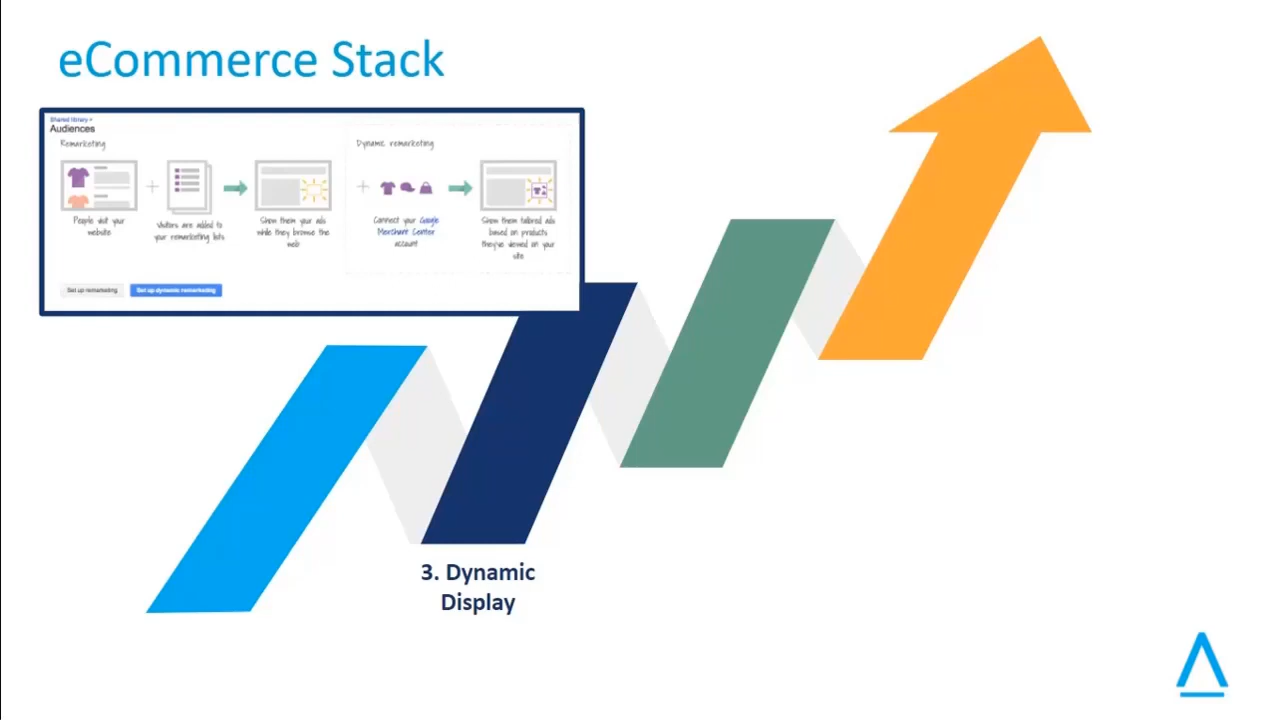 eCommerce Stack
Shared library
Audiences
Remarketing
People visit your
website
Visitors are added to
your remarketing lists
Show them your ads
while they browse the
web
Dynamic remarketing
Connect your Google
Merchant Center
account
Show them tailored ads
based on products
they've viewed on your
site
Set up remarketing
Set up dynamic remarketing
3. Dynamic
Display